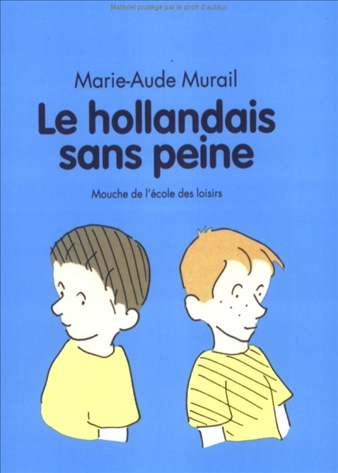 Matériel protégé par le droit d'auteur
Marie-Aude Murail
Le hollandais
sans peine
Mouche de l'école des loisirs